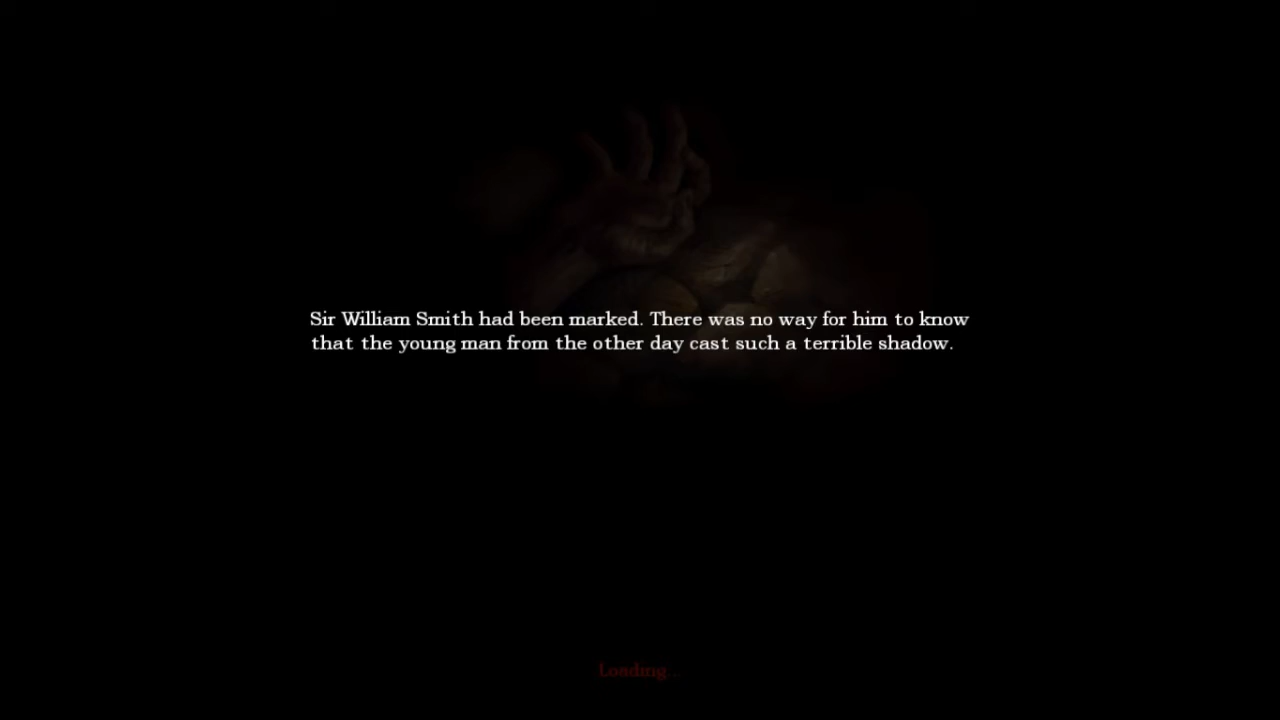 Sir William Smith had been marked. There was no way for him to know
that the young man from the other day cast such a terrible shadow.
Loading...